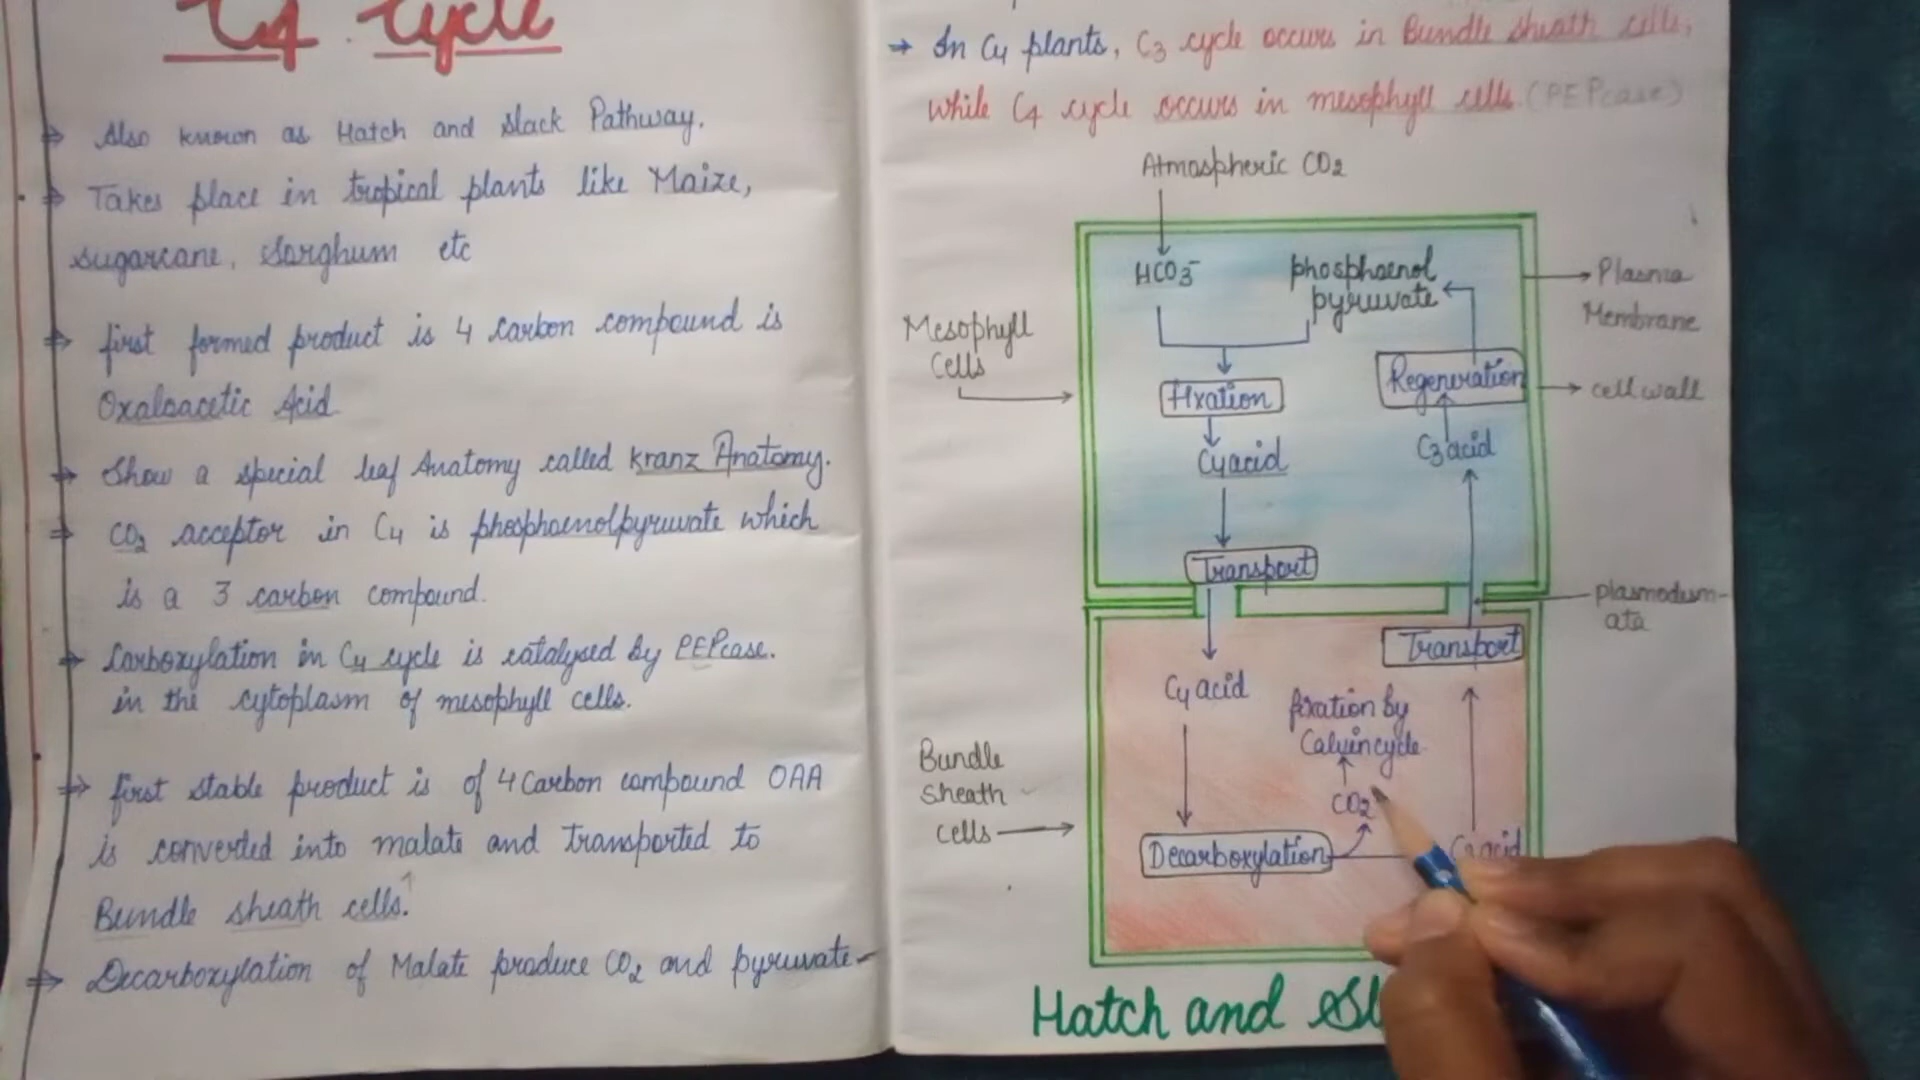 C4 Cycle
⇒ Also known as Hatch and slack Pathway.
⇒ Takes place in tropical plants like Maize,
sugarcane, Sorghum etc
⇒ first formed product is 4 carbon compound is
Oxaloacetic Acid
⇒ Show a special leaf Anatomy called kranz Anatomy.
⇒ CO2 acceptor in C4 is phosphoenolpyruvate which
is a 3 carbon compound.
⇒ Carboxylation in C4 cycle is catalysed by PEPcase.
in the cytoplasm of mesophyll cells.
⇒ first stable product is of 4 Carbon compound OAA
is converted into malate and transported to
Bundle sheath cells.
⇒ Decarboxylation of Malate produce CO2 and pyruvate
→ In C4 plants, C3 cycle occurs in Bundle sheath cells,
while C4 cycle occurs in mesophyll cells. (PEPcase)
Atmospheric CO2
HCO3-
phosphoenol
pyruvate
Plasma
Membrane
Mesophyll
Cells
Fixation
Regeneration
cell wall
C4 acid
C3 acid
Transport
plasmodum-
ata
Transport
C4 acid
fixation by
Calvin cycle
Bundle
sheath
cells
CO2
Decarboxylation
C3 acid
Hatch and